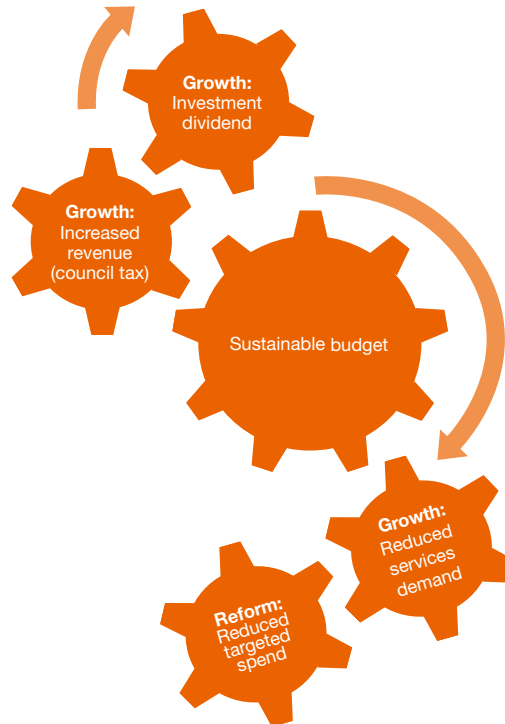 Growth:
Investment
dividend
Growth:
Increased
revenue
(council tax)
Sustainable budget
Growth:
Reduced
services
demand
Reform:
Reduced
targeted
spend